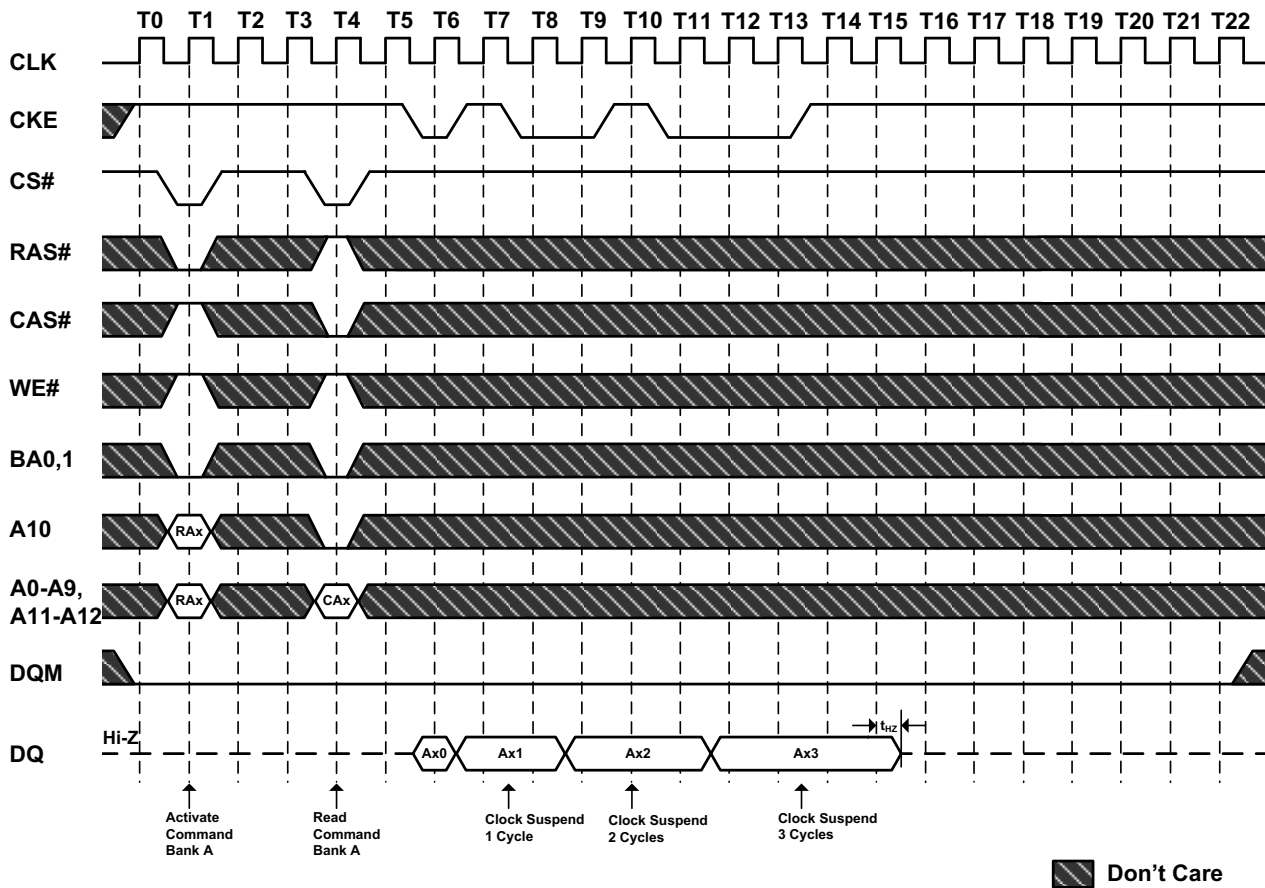 T0 T1 T2 T3 T4 T5 T6 T7 T8 T9 T10 T11 T12 T13 T14 T15 T16 T17 T18 T19 T20 T21 T22
CLK
CKE
CS#
RAS#
CAS#
WE#
BA0,1
A10
RAx
A0-A9,
A11-A12
RAx
CAx
DQM
DQ
Hi-Z
Ax0
Ax1
Ax2
Ax3
tHZ
Activate
Command
Bank A
Read
Command
Bank A
Clock Suspend
1 Cycle
Clock Suspend
2 Cycles
Clock Suspend
3 Cycles
Don't Care